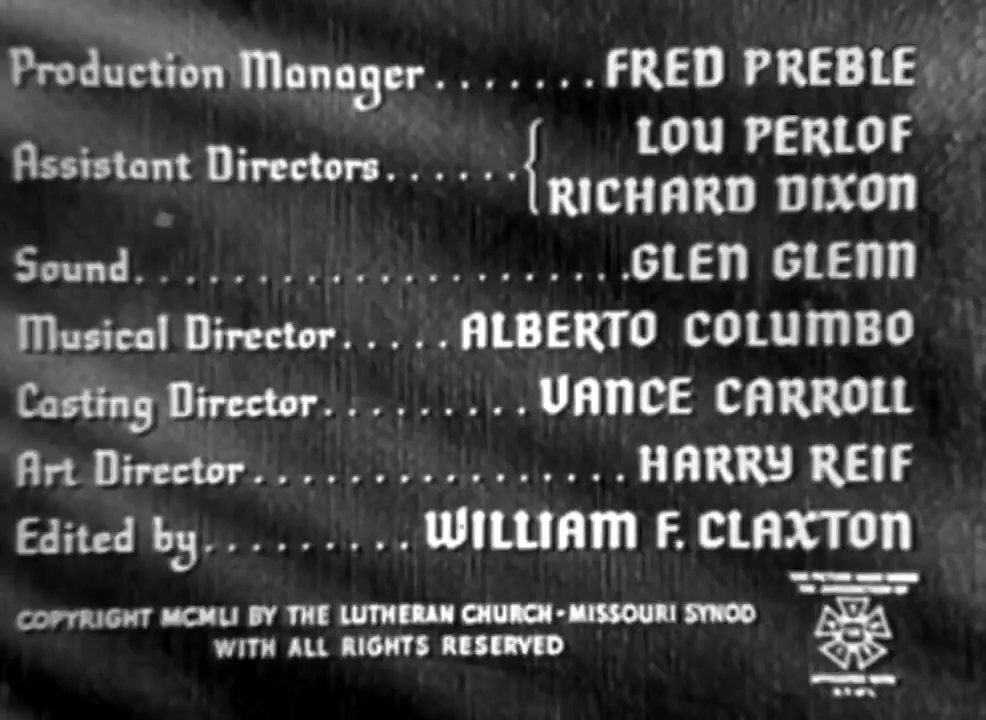 Production Manager.......FRED PREBLE
Assistant Directors......{ LOU PERLOF
RICHARD DIXON
Sound......................GLEN GLENN
Musical Director.....ALBERTO COLUMBO
Casting Director.........VANCE CARROLL
Art Director.................HARRY REIF
Edited by.........WILLIAM F. CLAXTON
COPYRIGHT MCMLI BY THE LUTHERAN CHURCH-MISSOURI SYNOD
WITH ALL RIGHTS RESERVED